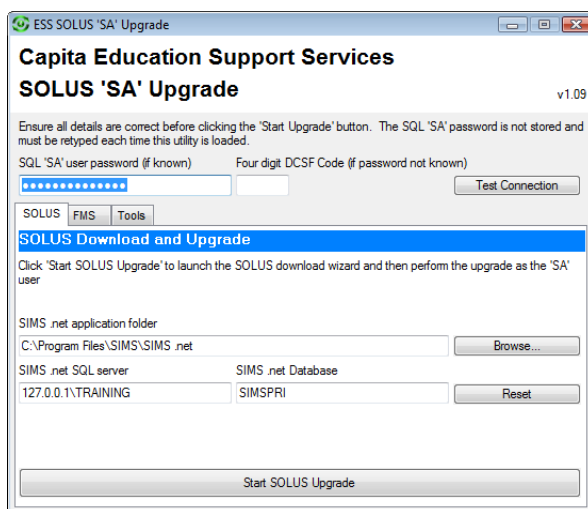 ESS SOLUS 'SA' Upgrade
Capita Education Support Services
SOLUS 'SA' Upgrade
v1.09
Ensure all details are correct before clicking the 'Start Upgrade' button. The SQL 'SA' password is not stored and
must be retyped each time this utility is loaded.
SQL 'SA' user password (if known) Four digit DCSF Code (if password not known)
●●●●●●●●●●●●●● Test Connection
SOLUS FMS Tools
SOLUS Download and Upgrade
Click 'Start SOLUS Upgrade' to launch the SOLUS download wizard and then perform the upgrade as the 'SA'
user
SIMS .net application folder
C:\Program Files\SIMS\SIMS .net Browse...
SIMS .net SQL server SIMS .net Database
127.0.0.1\TRAINING SIMSPRI Reset
Start SOLUS Upgrade